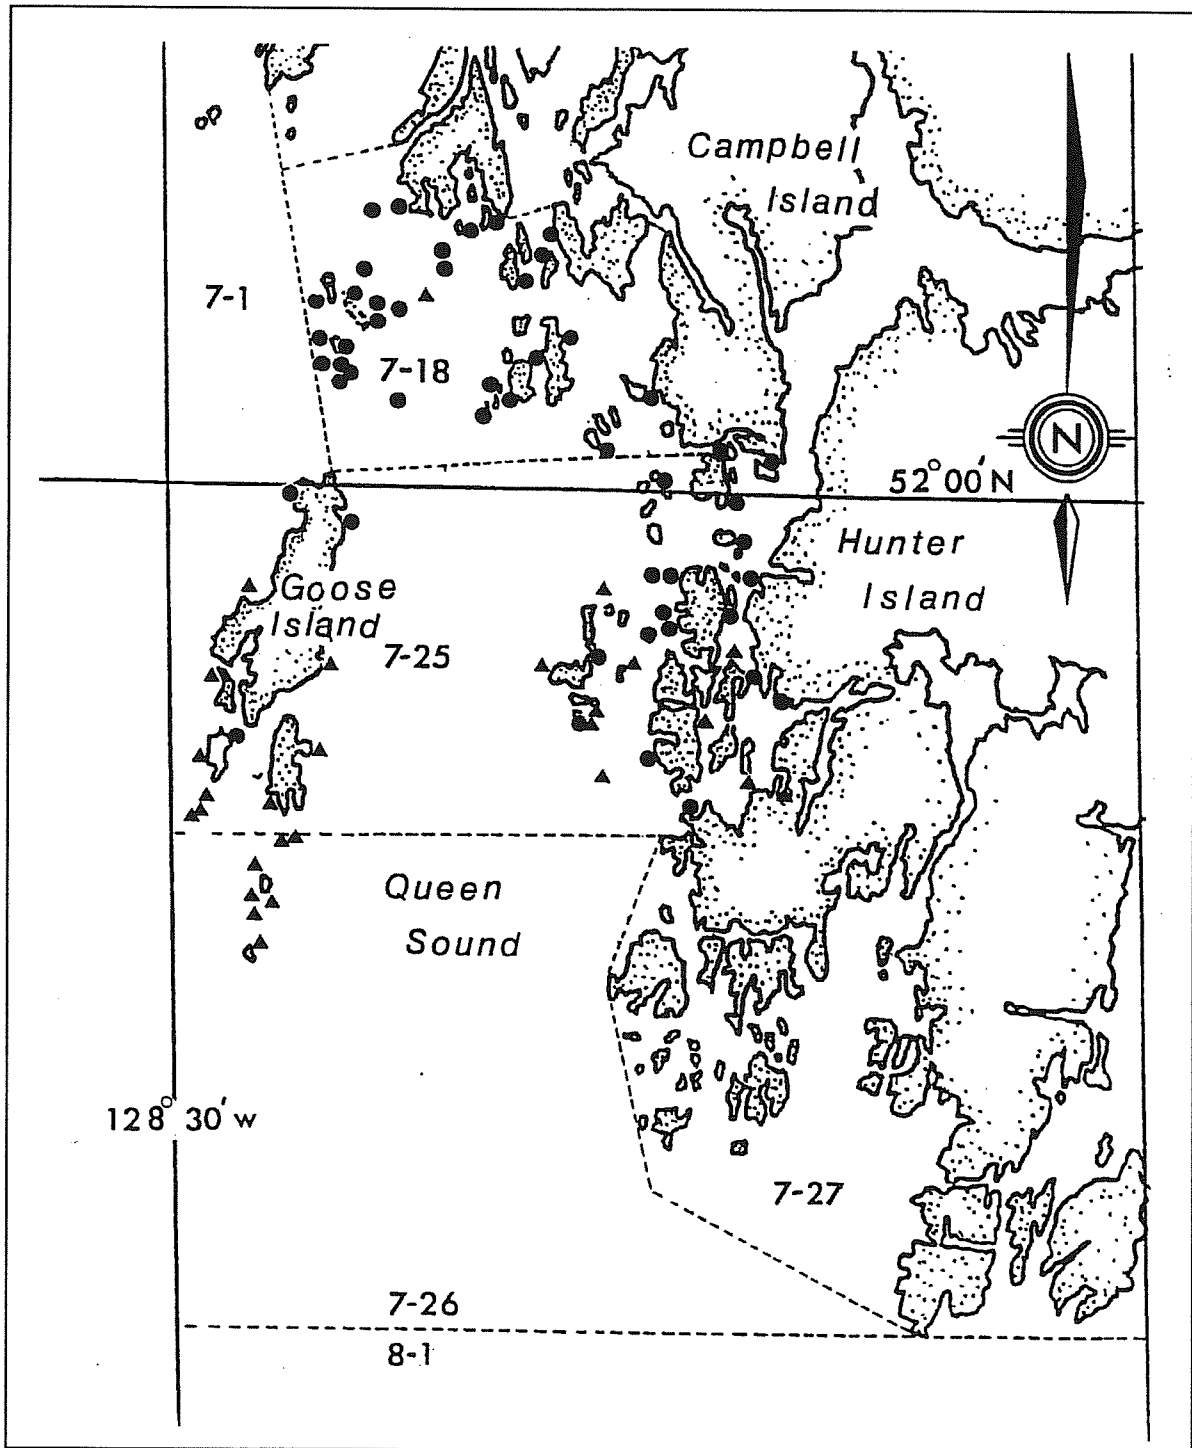 Campbell
Island
7-1
7-18
N
52°00'N
Hunter
Island
Goose
Island
7-25
Queen
Sound
128°30'w
7-27
7-26
8-1